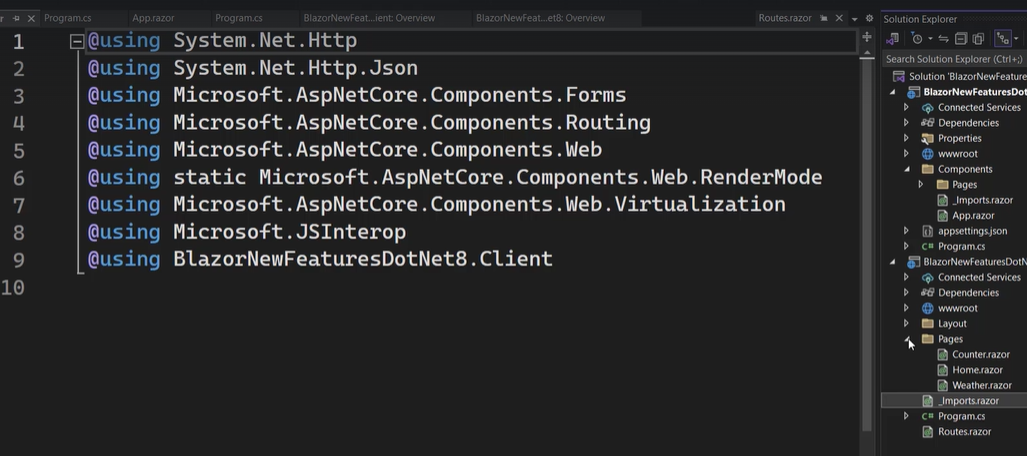 r
Program.cs
App.razor
Program.cs
BlazorNewFeat...ient: Overview
BlazorNewFeat...et8: Overview
Routes.razor
1 @using System.Net.Http
2 @using System.Net.Http.Json
3 @using Microsoft.AspNetCore.Components.Forms
4 @using Microsoft.AspNetCore.Components.Routing
5 @using Microsoft.AspNetCore.Components.Web
6 @using static Microsoft.AspNetCore.Components.Web.RenderMode
7 @using Microsoft.AspNetCore.Components.Web.Virtualization
8 @using Microsoft.JSInterop
9 @using BlazorNewFeaturesDotNet8.Client
10
Solution Explorer
Search Solution Explorer (Ctrl+;)
Solution 'BlazorNewFeature
BlazorNewFeaturesDot
Connected Services
Dependencies
Properties
wwwroot
Components
Pages
_Imports.razor
App.razor
appsettings.json
C# Program.cs
BlazorNewFeaturesDotN
Connected Services
Dependencies
wwwroot
Layout
Pages
Counter.razor
Home.razor
Weather.razor
_Imports.razor
C# Program.cs
Routes.razor